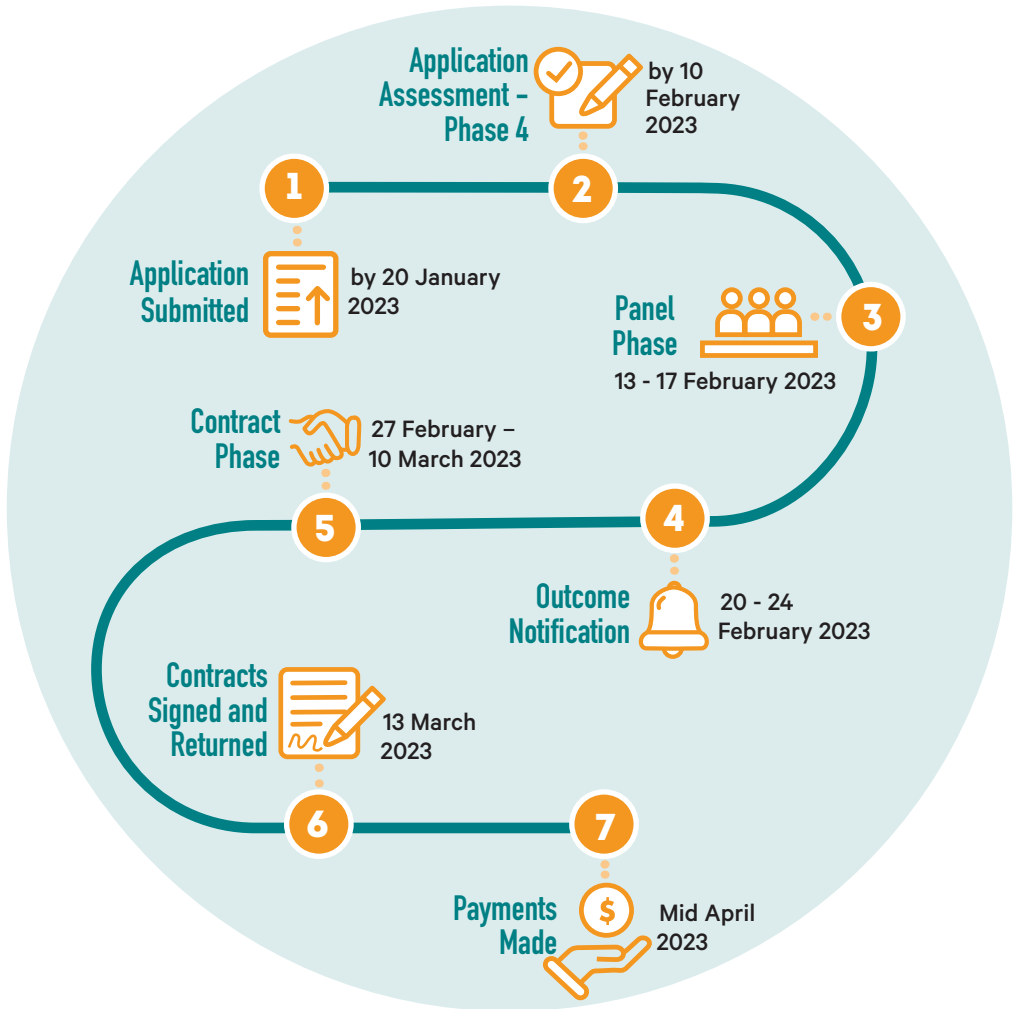 1
Application
Submitted
by 20 January
2023
Application
Assessment –
Phase 4
by 10
February
2023
2
3
Panel
Phase
13 - 17 February 2023
4
Outcome
Notification
20 - 24
February 2023
Contract
Phase
27 February –
10 March 2023
5
Contracts
Signed and
Returned
13 March
2023
6
7
Payments
Made
$
Mid April
2023